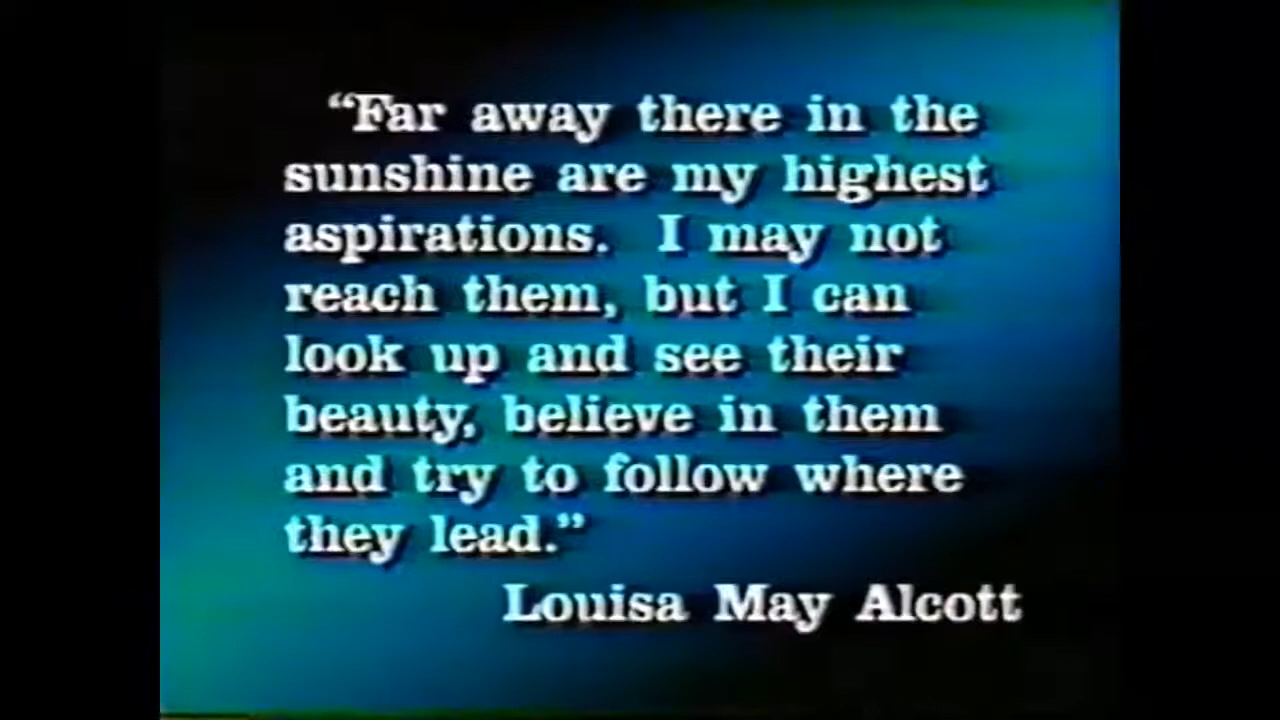 “Far away there in the
sunshine are my highest
aspirations. I may not
reach them, but I can
look up and see their
beauty, believe in them
and try to follow where
they lead.”
Louisa May Alcott